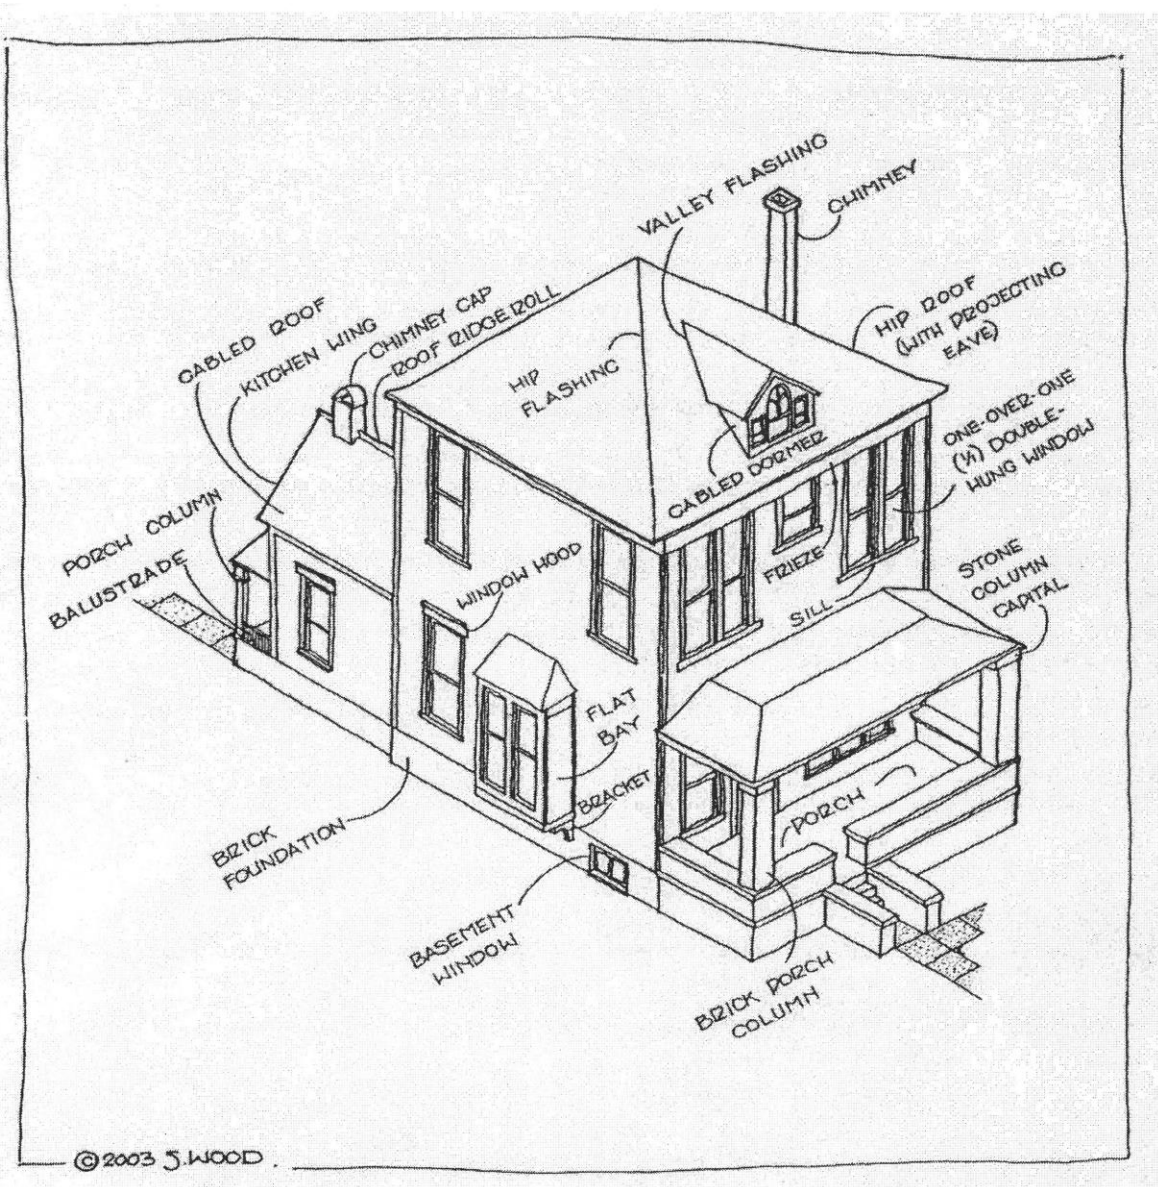 VALLEY FLASHING
CHIMNEY
GABLED ROOF
KITCHEN WING
CHIMNEY CAP
ROOF RIDGE ROLL
HIP ROOF
(WITH PROJECTING
EAVE)
HIP
FLASHING
ONE-OVER-ONE
(1/1) DOUBLE-
HUNG WINDOW
GABLED DORMER
PORCH COLUMN
BALUSTRADE
WINDOW HOOD
FRIEZE
SILL
STONE
COLUMN
CAPITAL
FLAT
BAY
BRACKET
PORCH
BRICK
FOUNDATION
BASEMENT
WINDOW
BRICK PORCH
COLUMN
©2003 S.WOOD.